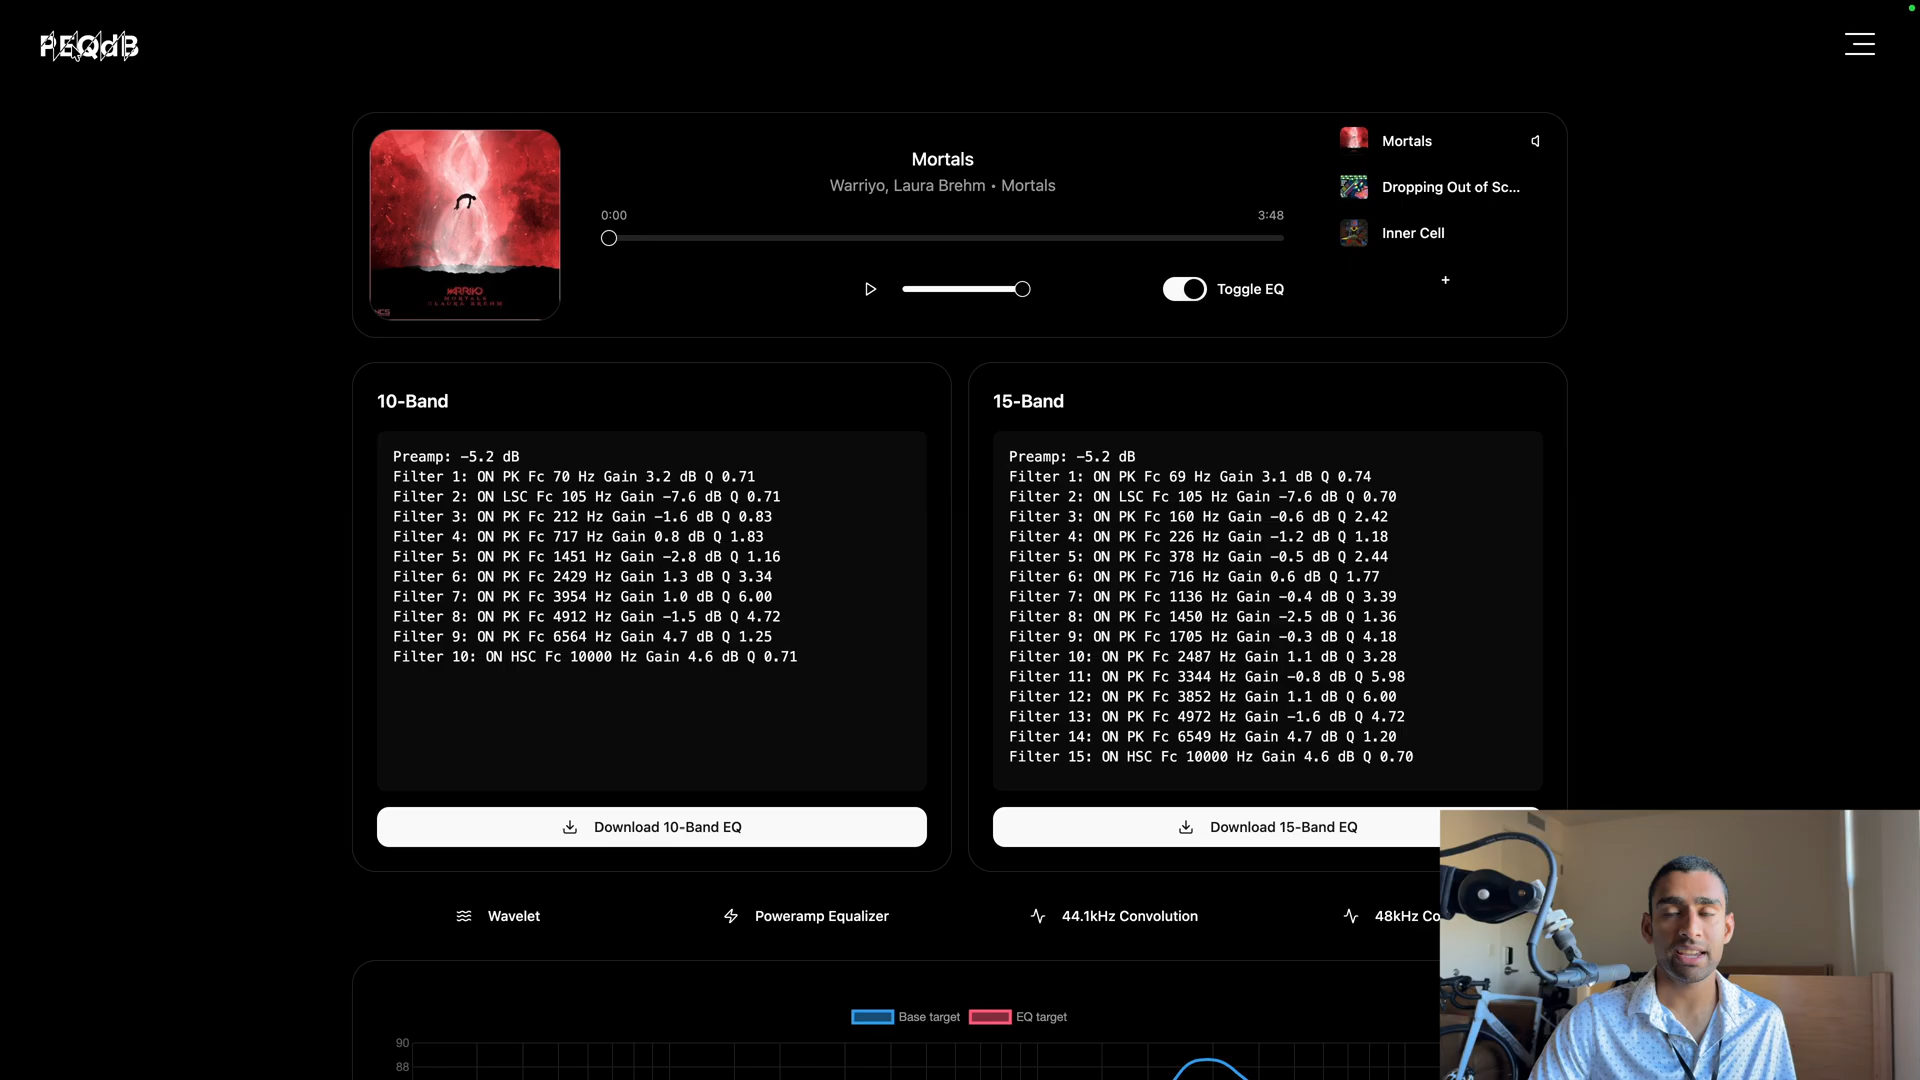 PEQdB
Mortals
Warriyo, Laura Brehm • Mortals
0:00
3:48
Toggle EQ
Mortals
Dropping Out of Sc...
Inner Cell
+
WARRIYO
MORTALS
LAURA BREHM
NCS
10-Band
Preamp: -5.2 dB
Filter 1: ON PK Fc 70 Hz Gain 3.2 dB Q 0.71
Filter 2: ON LSC Fc 105 Hz Gain -7.6 dB Q 0.71
Filter 3: ON PK Fc 212 Hz Gain -1.6 dB Q 0.83
Filter 4: ON PK Fc 717 Hz Gain 0.8 dB Q 1.83
Filter 5: ON PK Fc 1451 Hz Gain -2.8 dB Q 1.16
Filter 6: ON PK Fc 2429 Hz Gain 1.3 dB Q 3.34
Filter 7: ON PK Fc 3954 Hz Gain 1.0 dB Q 6.00
Filter 8: ON PK Fc 4912 Hz Gain -1.5 dB Q 4.72
Filter 9: ON PK Fc 6564 Hz Gain 4.7 dB Q 1.25
Filter 10: ON HSC Fc 10000 Hz Gain 4.6 dB Q 0.71
Download 10-Band EQ
15-Band
Preamp: -5.2 dB
Filter 1: ON PK Fc 69 Hz Gain 3.1 dB Q 0.74
Filter 2: ON LSC Fc 105 Hz Gain -7.6 dB Q 0.70
Filter 3: ON PK Fc 160 Hz Gain -0.6 dB Q 2.42
Filter 4: ON PK Fc 226 Hz Gain -1.2 dB Q 1.18
Filter 5: ON PK Fc 378 Hz Gain -0.5 dB Q 2.44
Filter 6: ON PK Fc 716 Hz Gain 0.6 dB Q 1.77
Filter 7: ON PK Fc 1136 Hz Gain -0.4 dB Q 3.39
Filter 8: ON PK Fc 1450 Hz Gain -2.5 dB Q 1.36
Filter 9: ON PK Fc 1705 Hz Gain -0.3 dB Q 4.18
Filter 10: ON PK Fc 2487 Hz Gain 1.1 dB Q 3.28
Filter 11: ON PK Fc 3344 Hz Gain -0.8 dB Q 5.98
Filter 12: ON PK Fc 3852 Hz Gain 1.1 dB Q 6.00
Filter 13: ON PK Fc 4972 Hz Gain -1.6 dB Q 4.72
Filter 14: ON PK Fc 6549 Hz Gain 4.7 dB Q 1.20
Filter 15: ON HSC Fc 10000 Hz Gain 4.6 dB Q 0.70
Download 15-Band EQ
Wavelet
Poweramp Equalizer
44.1kHz Convolution
48kHz Co
Base target
EQ target
90
88